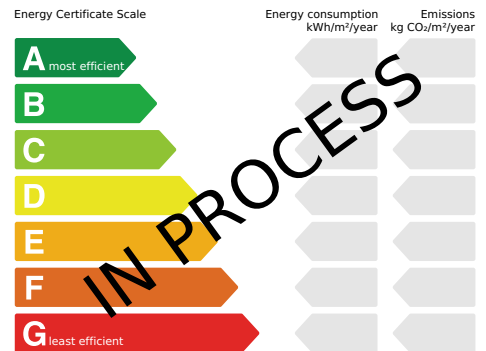 Energy Certificate Scale
Energy consumption
kWh/m²/year
Emissions
kg CO₂/m²/year
A most efficient
B
C
D
E
F
G least efficient
IN PROCESS